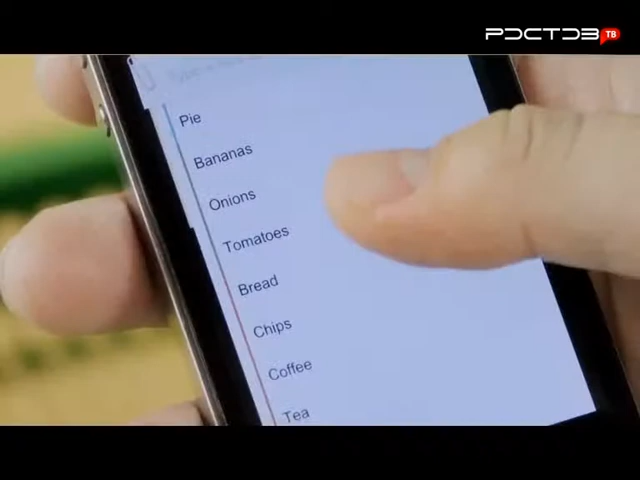 РОСТОВ ТВ
Pie
Bananas
Onions
Tomatoes
Bread
Chips
Coffee
Tea